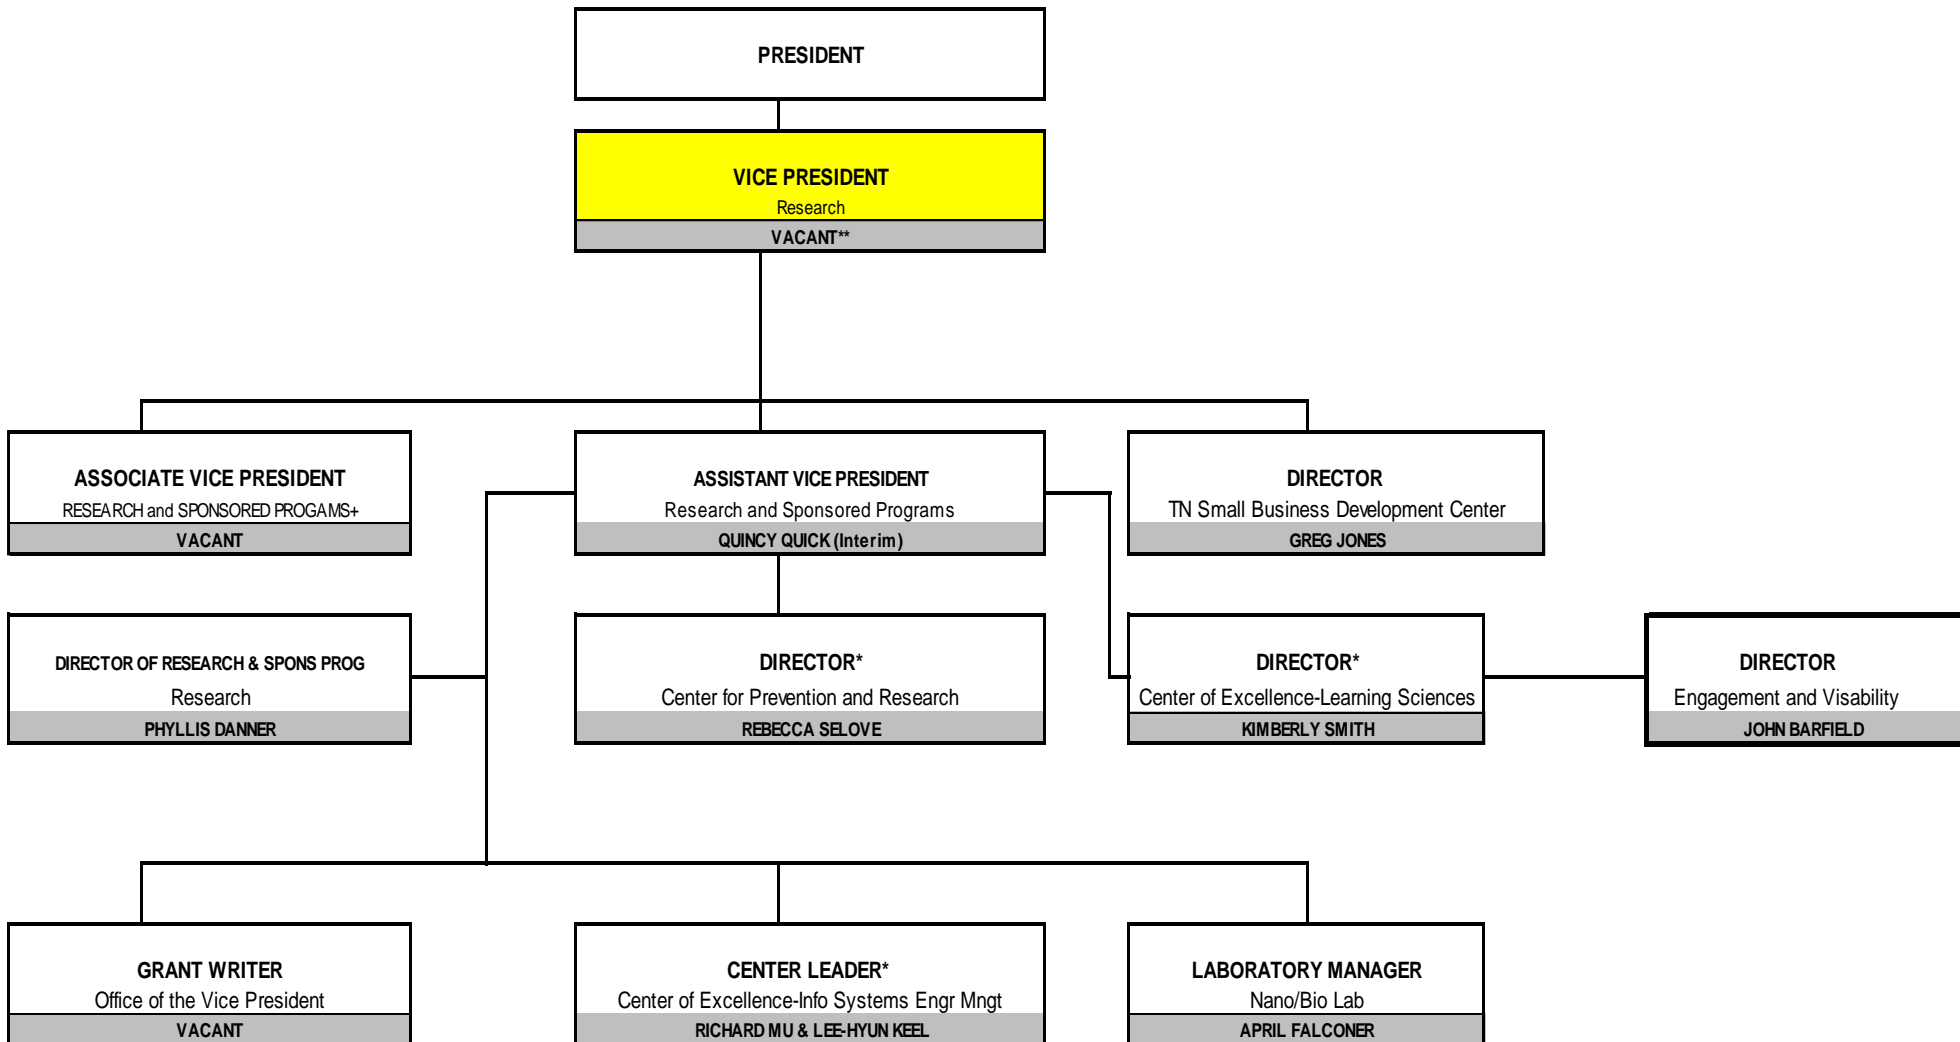 PRESIDENT
VICE PRESIDENT
Research
VACANT**
ASSOCIATE VICE PRESIDENT
RESEARCH and SPONSORED PROGAMS+
VACANT
ASSISTANT VICE PRESIDENT
Research and Sponsored Programs
QUINCY QUICK (Interim)
DIRECTOR
TN Small Business Development Center
GREG JONES
DIRECTOR OF RESEARCH & SPONS PROG
Research
PHYLLIS DANNER
DIRECTOR*
Center for Prevention and Research
REBECCA SELOVE
DIRECTOR*
Center of Excellence-Learning Sciences
KIMBERLY SMITH
DIRECTOR
Engagement and Visability
JOHN BARFIELD
GRANT WRITER
Office of the Vice President
VACANT
CENTER LEADER*
Center of Excellence-Info Systems Engr Mngt
RICHARD MU & LEE-HYUN KEEL
LABORATORY MANAGER
Nano/Bio Lab
APRIL FALCONER